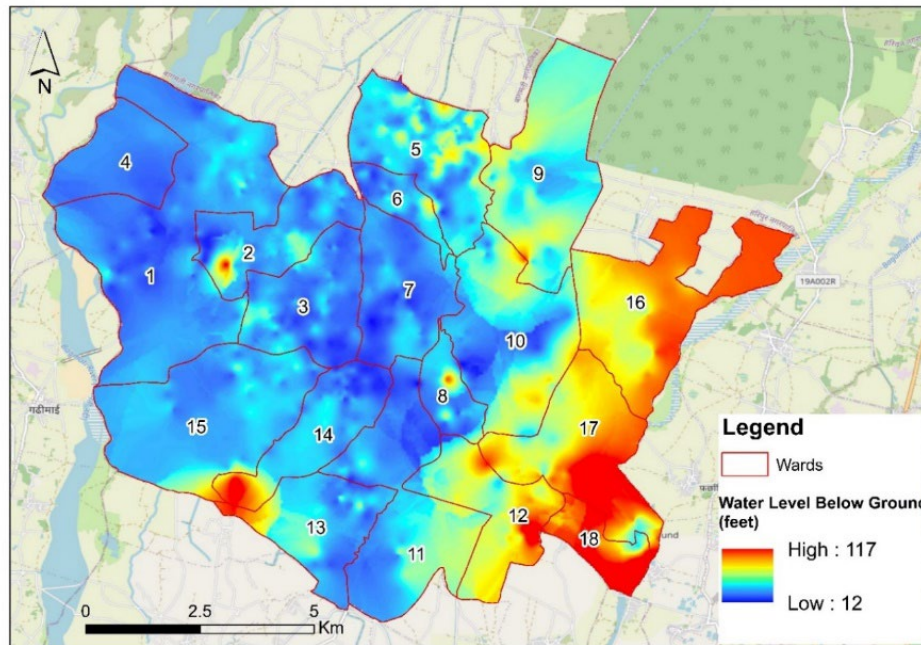 N
4
5
6
9
2
1
3
7
16
10
8
15
14
17
13
11
12
18
19A002R
गढीमाई
Legend
Wards
Water Level Below Ground
(feet)
High : 117
Low : 12
0 2.5 5
Km